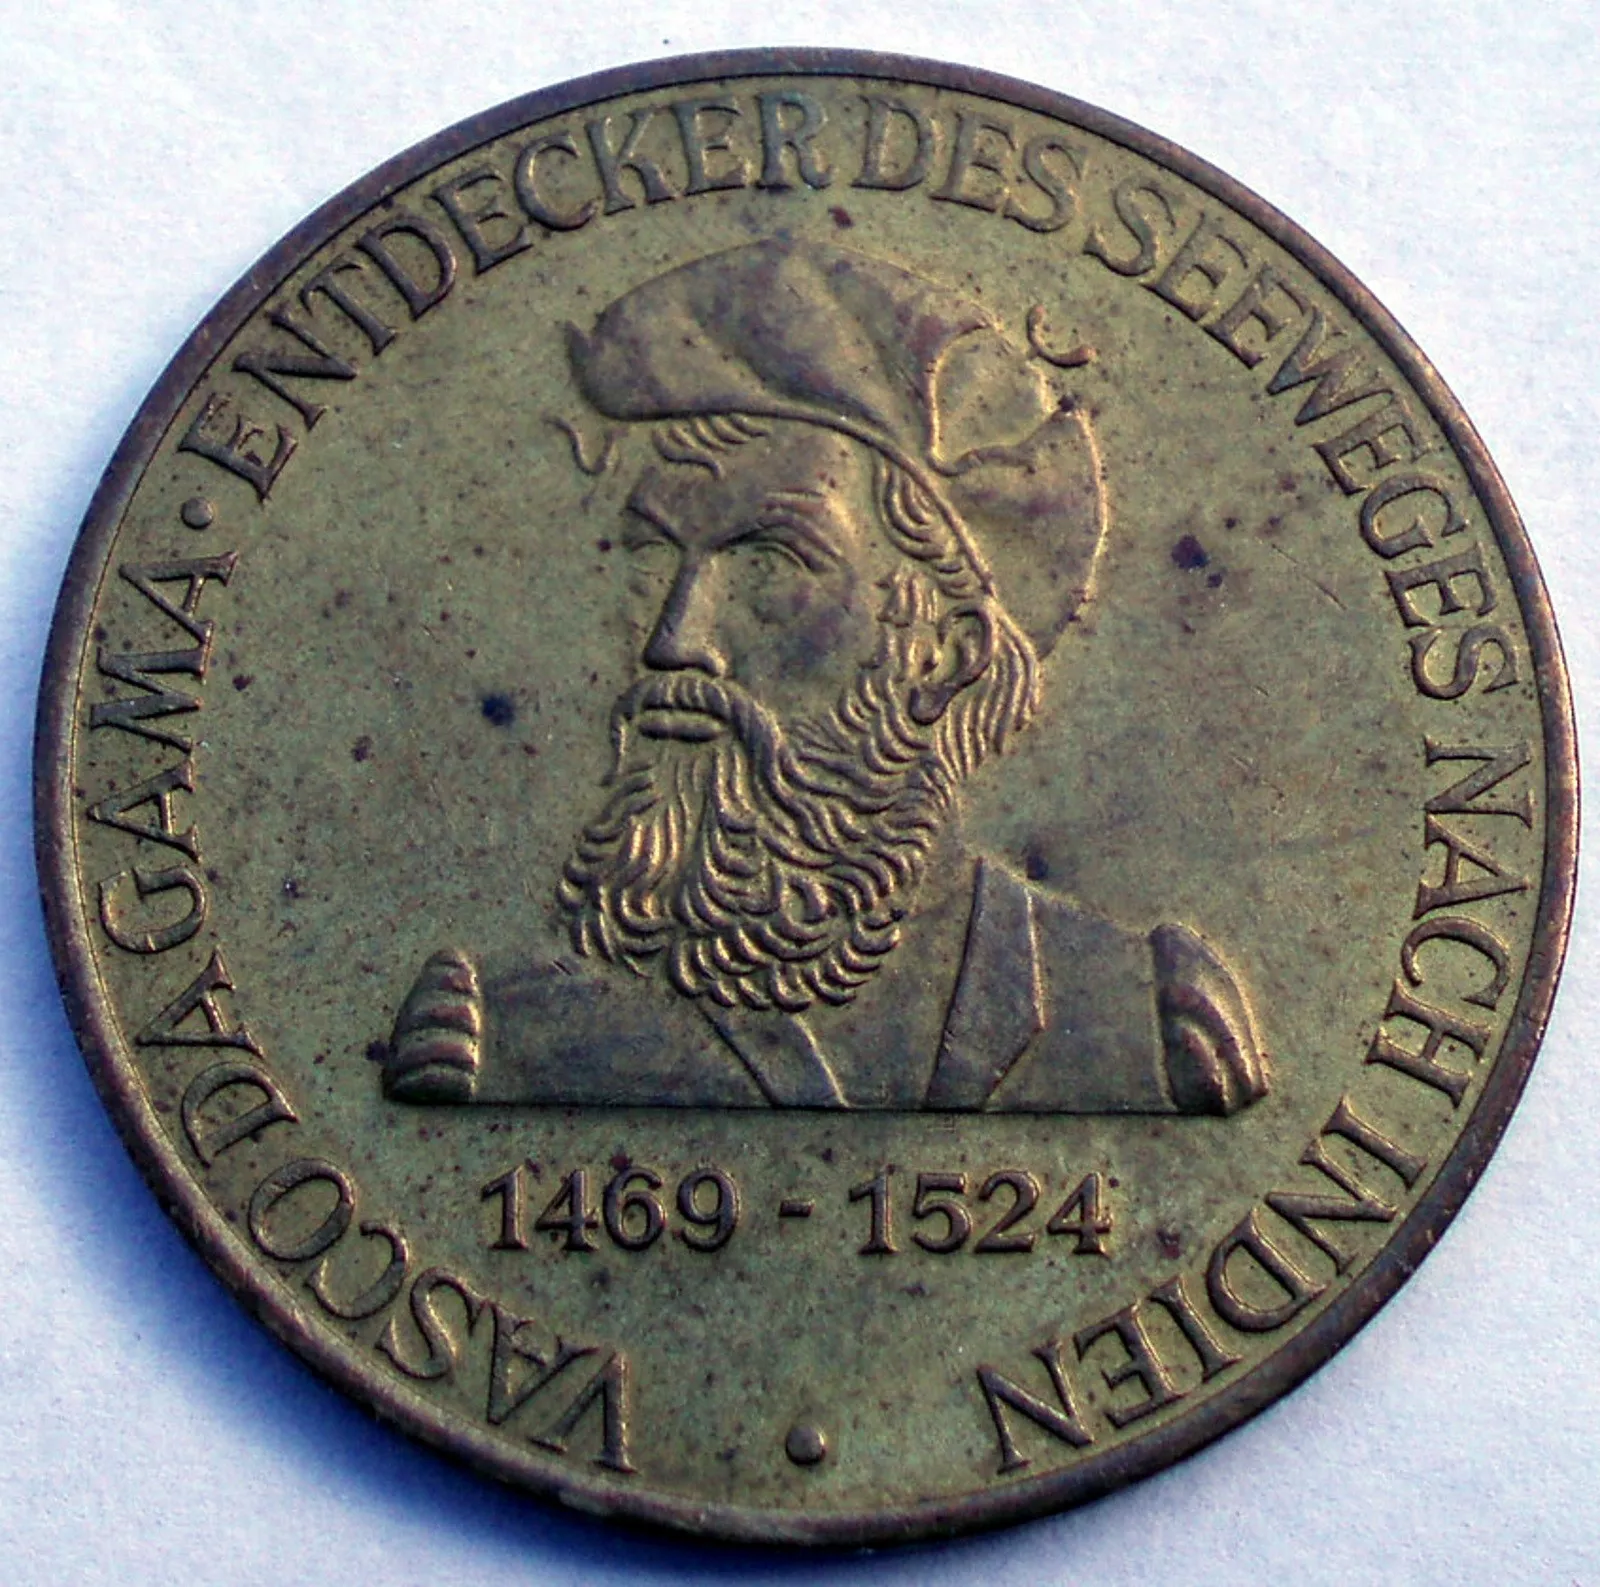 VASCO DA GAMA · ENTDECKER DES SEEWEGES NACH INDIEN ·
1469 - 1524